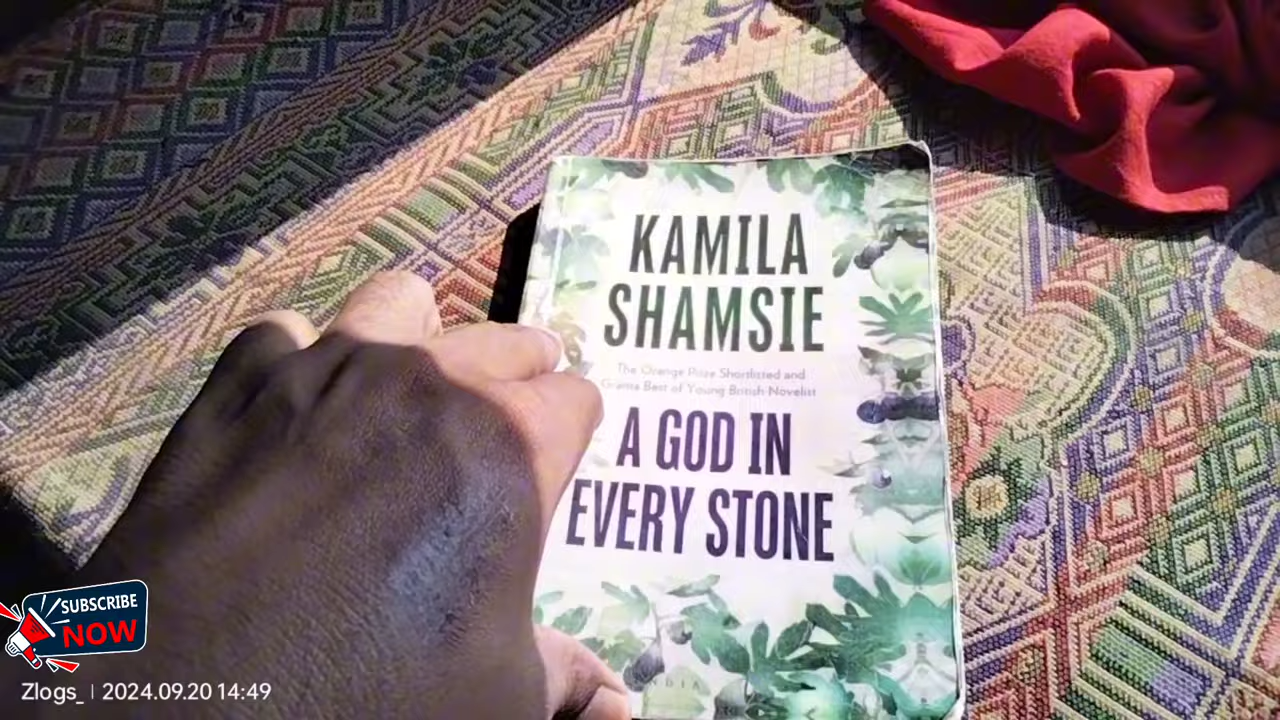 KAMILA
SHAMSIE
The Orange Prize Shortlisted and
Granta Best of Young British Novelist
A GOD IN
EVERY STONE
SUBSCRIBE
NOW
Zlogs_ | 2024.09.20 14:49